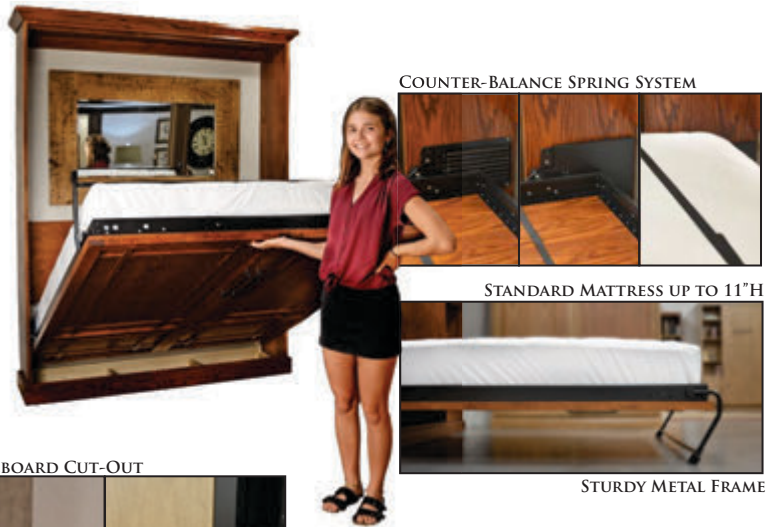 Counter-Balance Spring System
Standard Mattress up to 11"H
board Cut-Out
Sturdy Metal Frame